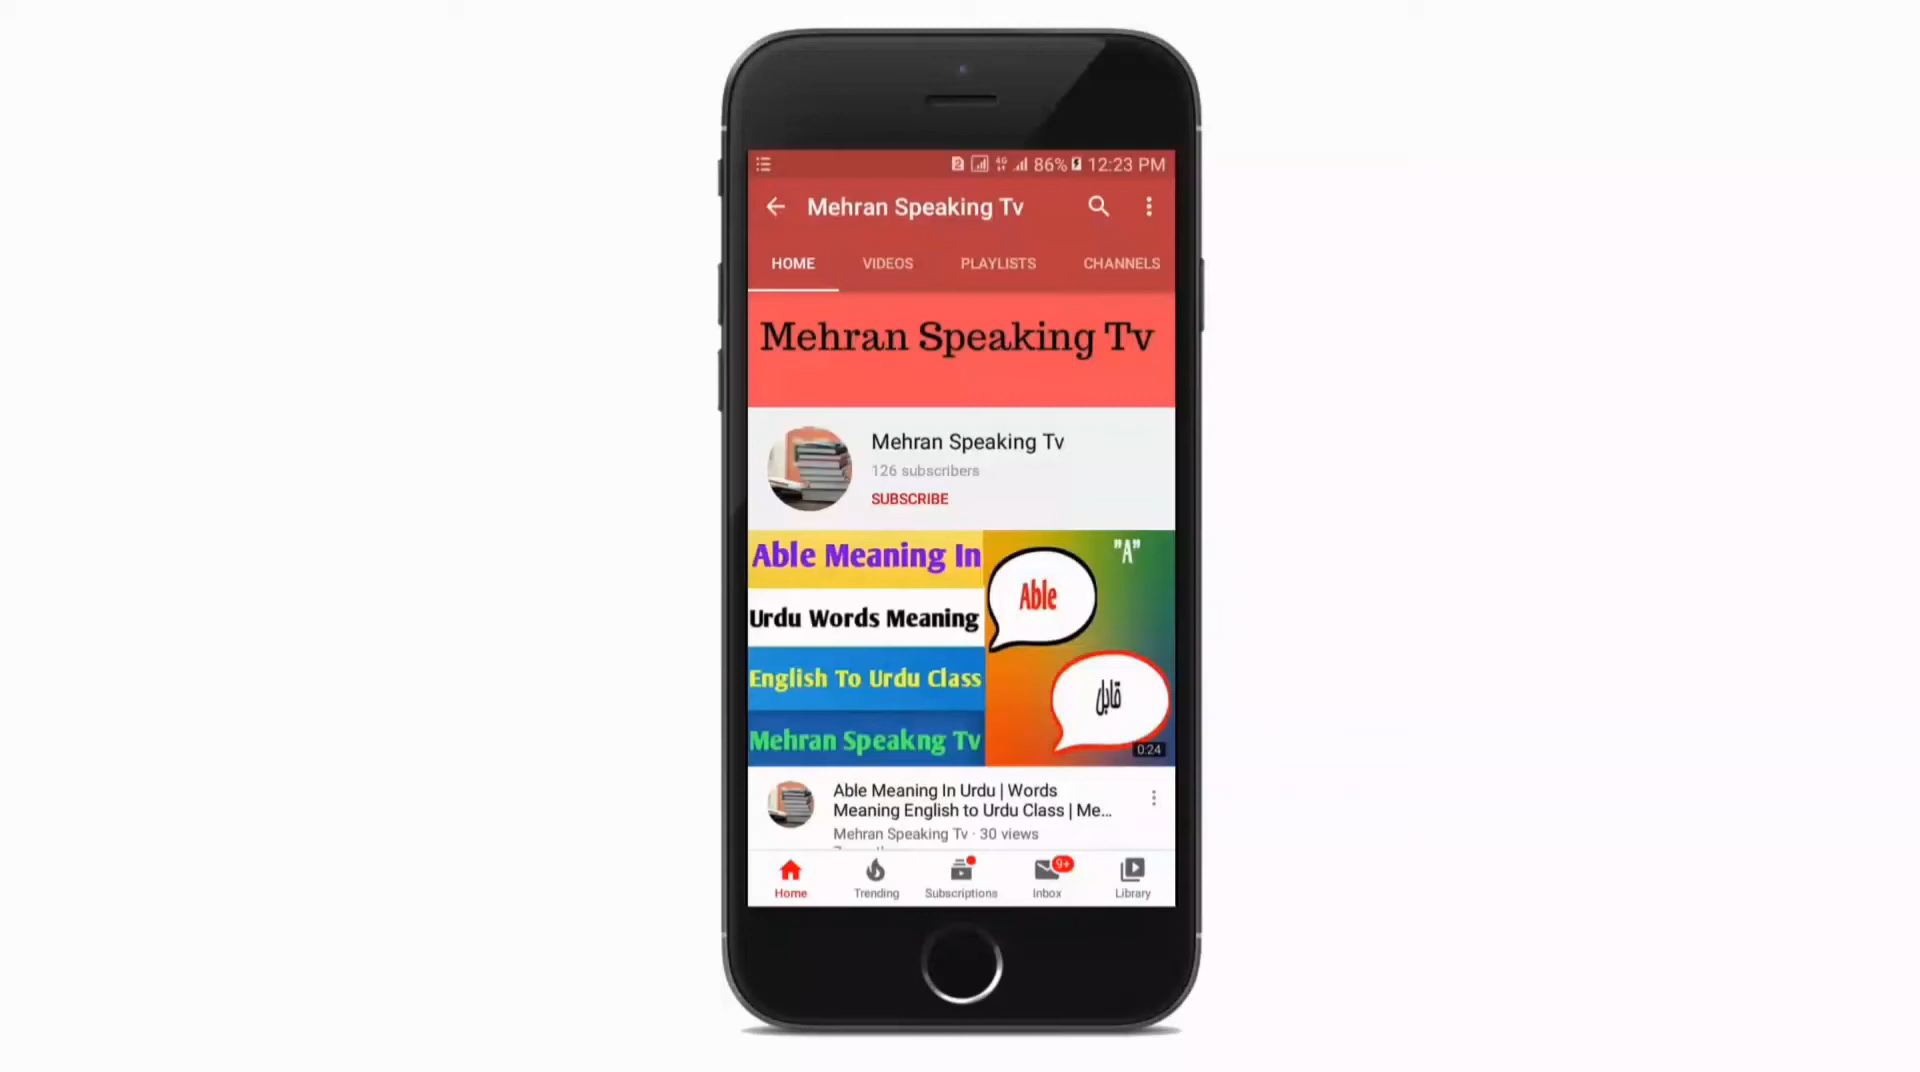 4G 86% 12:23 PM
Mehran Speaking Tv
HOME VIDEOS PLAYLISTS CHANNELS
Mehran Speaking Tv
Mehran Speaking Tv
126 subscribers
SUBSCRIBE
Able Meaning In
Urdu Words Meaning
English To Urdu Class
Mehran Speakng Tv
"A"
Able
قابل
0:24
Able Meaning In Urdu | Words
Meaning English to Urdu Class | Me...
Mehran Speaking Tv · 30 views
9+
Home Trending Subscriptions Inbox Library